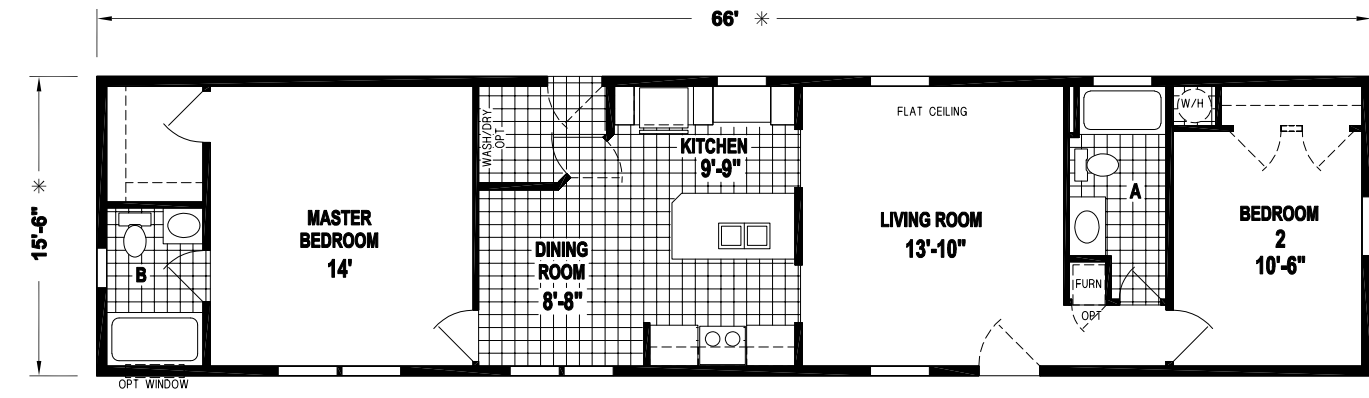 66' ✳
15'-6" ✳
WASH/DRY
OPT
KITCHEN
9'-9"
FLAT CEILING
W/H
A
MASTER
BEDROOM
14'
DINING
ROOM
8'-8"
LIVING ROOM
13'-10"
BEDROOM
2
10'-6"
B
FURN
OPT
OPT WINDOW